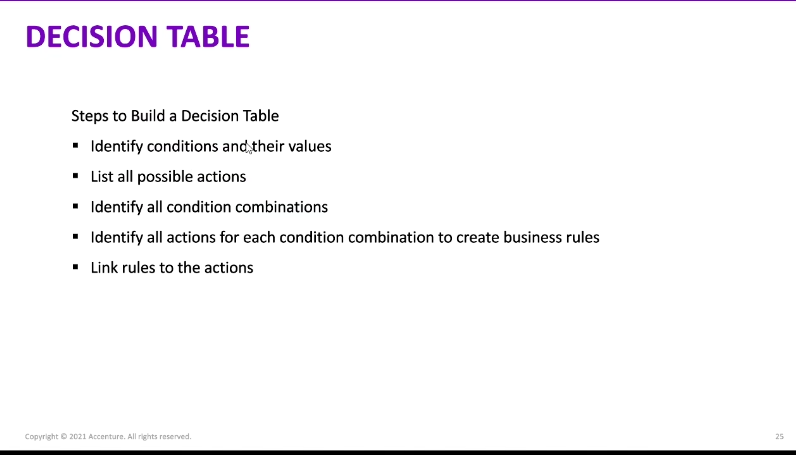 DECISION TABLE
Steps to Build a Decision Table
▪ Identify conditions and their values
▪ List all possible actions
▪ Identify all condition combinations
▪ Identify all actions for each condition combination to create business rules
▪ Link rules to the actions
Copyright © 2021 Accenture. All rights reserved.
25